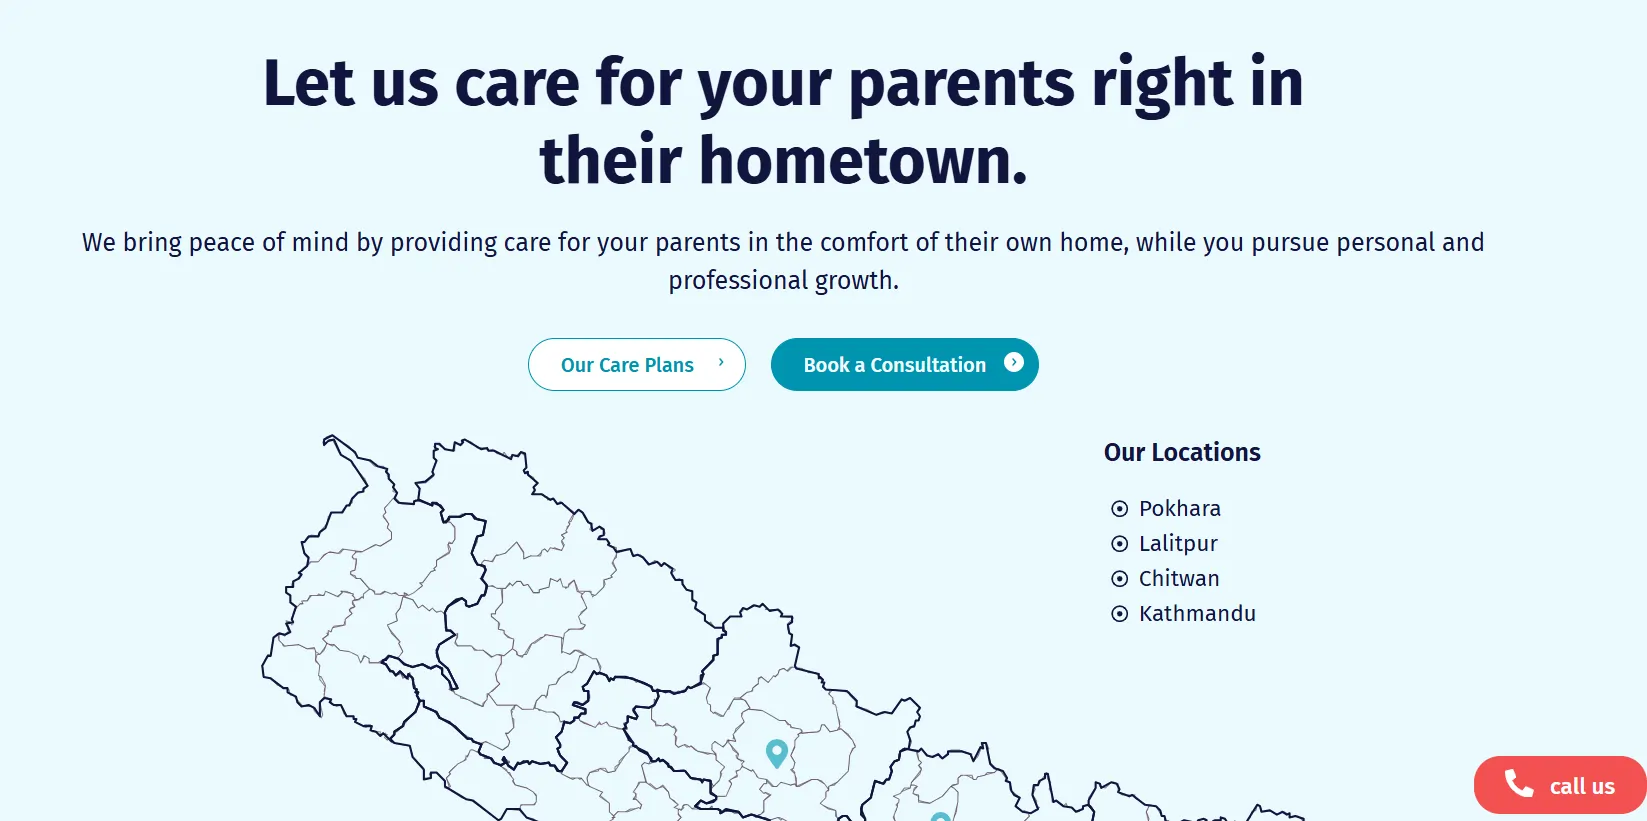 Let us care for your parents right in
their hometown.
We bring peace of mind by providing care for your parents in the comfort of their own home, while you pursue personal and
professional growth.
Our Care Plans
Book a Consultation
Our Locations
Pokhara
Lalitpur
Chitwan
Kathmandu
call us